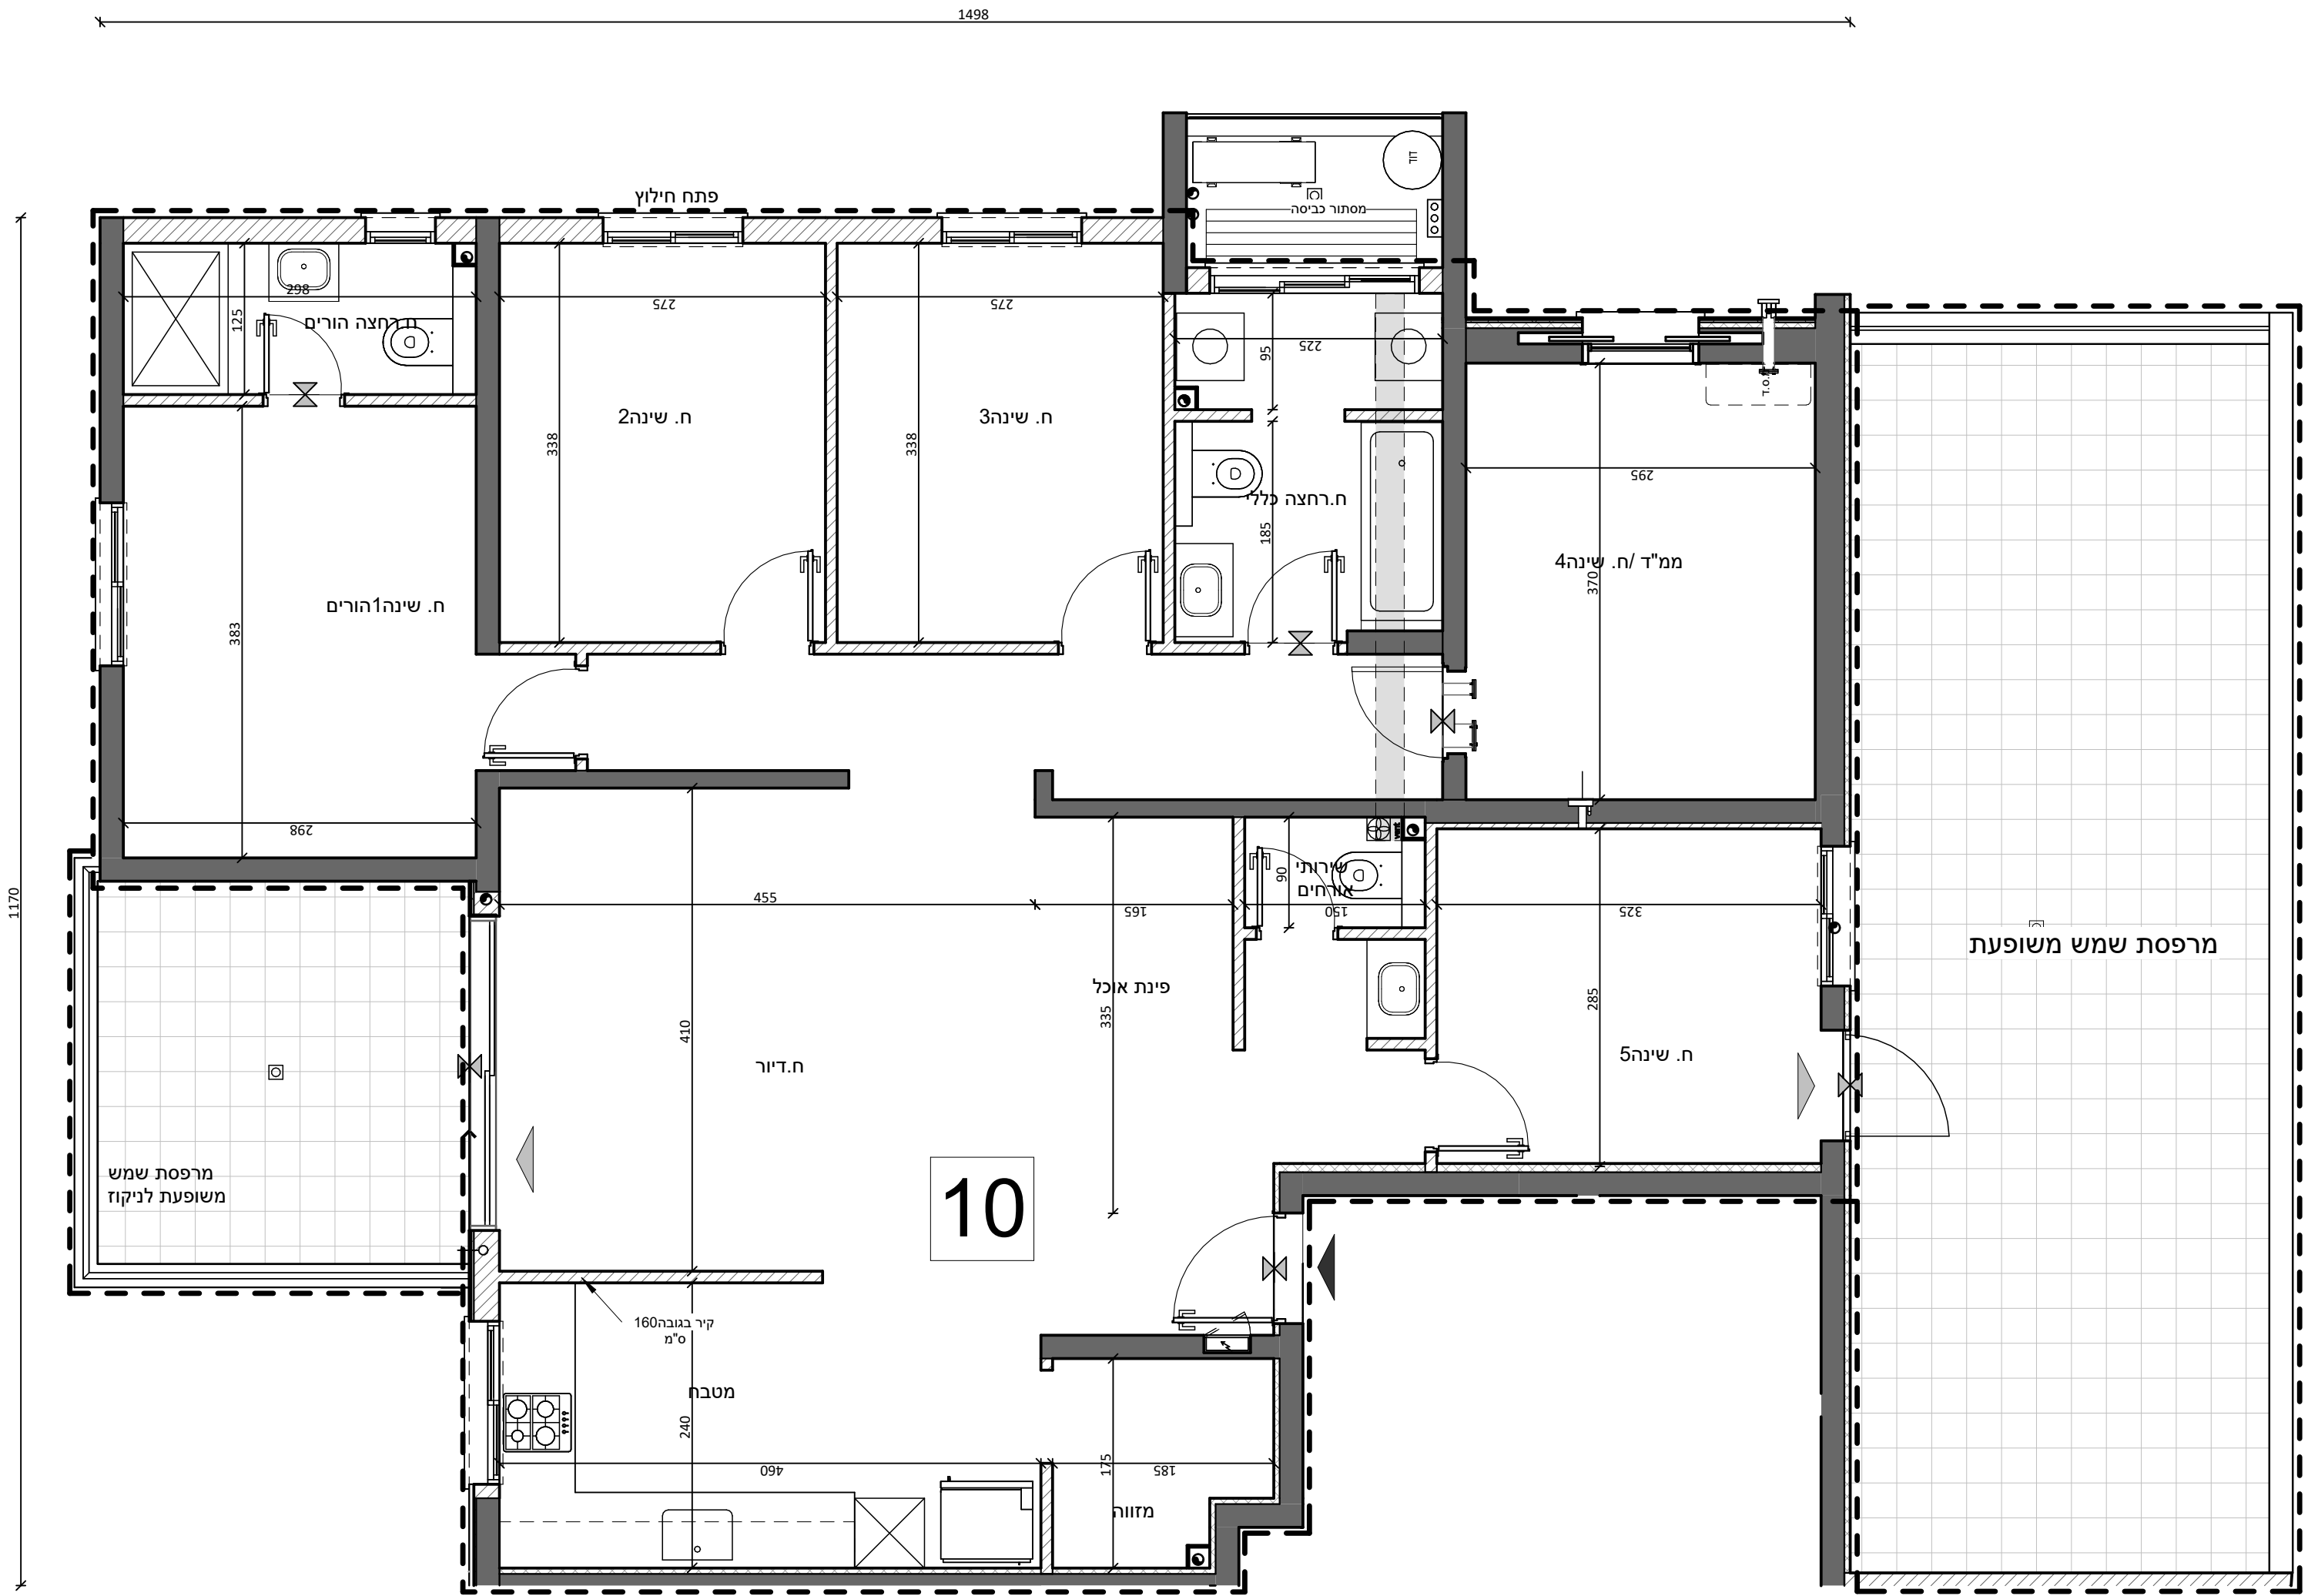 1498
פתח חילוץ
דוד
מסתור כביסה
298
125
ח.רחצה הורים
275
275
225
95
338
ח. שינה2
338
ח. שינה3
295
ח.רחצה כללי
185
ממ"ד /ח. שינה4
370
383
ח. שינה1הורים
298
1170
455
165
90
שירותי
אורחים
150
325
מרפסת שמש משופעת
פינת אוכל
335
285
410
ח.דיור
ח. שינה5
מרפסת שמש
משופעת לניקוז
10
קיר בגובה160
ס"מ
מטבח
240
460
175
185
מזווה